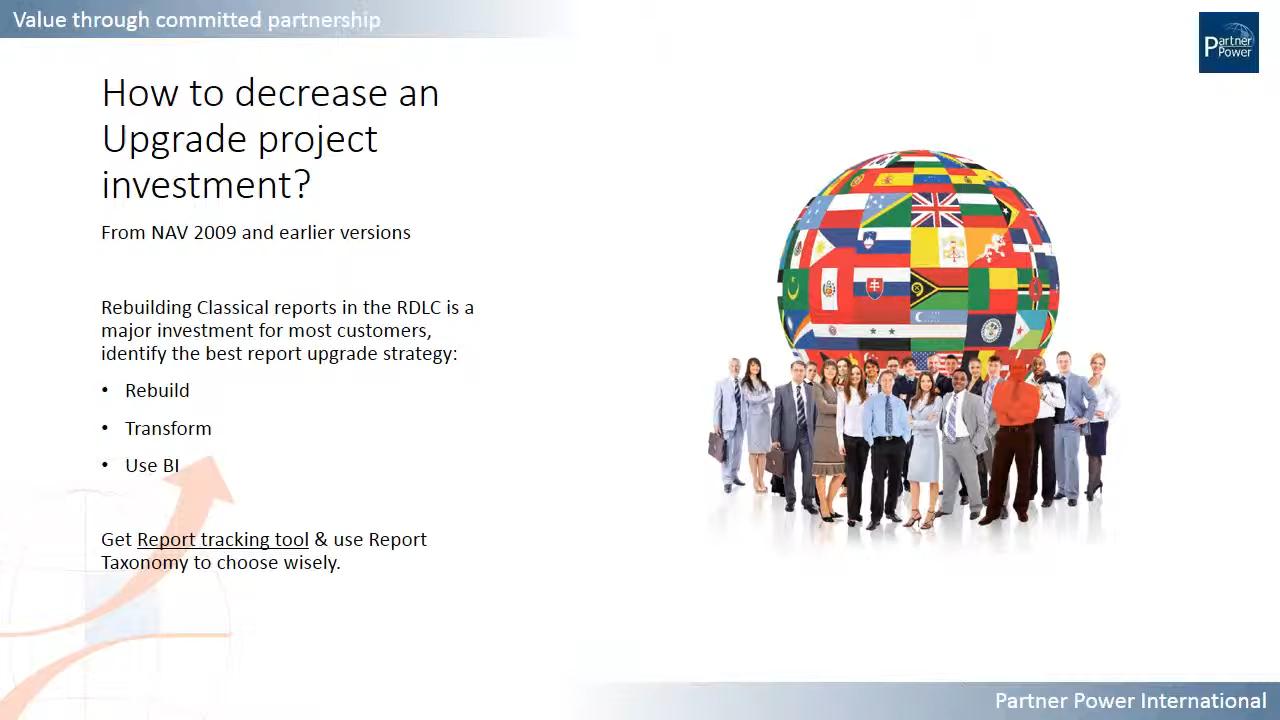 Value through committed partnership
Partner
Power
How to decrease an
Upgrade project
investment?
From NAV 2009 and earlier versions
Rebuilding Classical reports in the RDLC is a
major investment for most customers,
identify the best report upgrade strategy:
• Rebuild
• Transform
• Use BI
Get Report tracking tool & use Report
Taxonomy to choose wisely.
Partner Power International